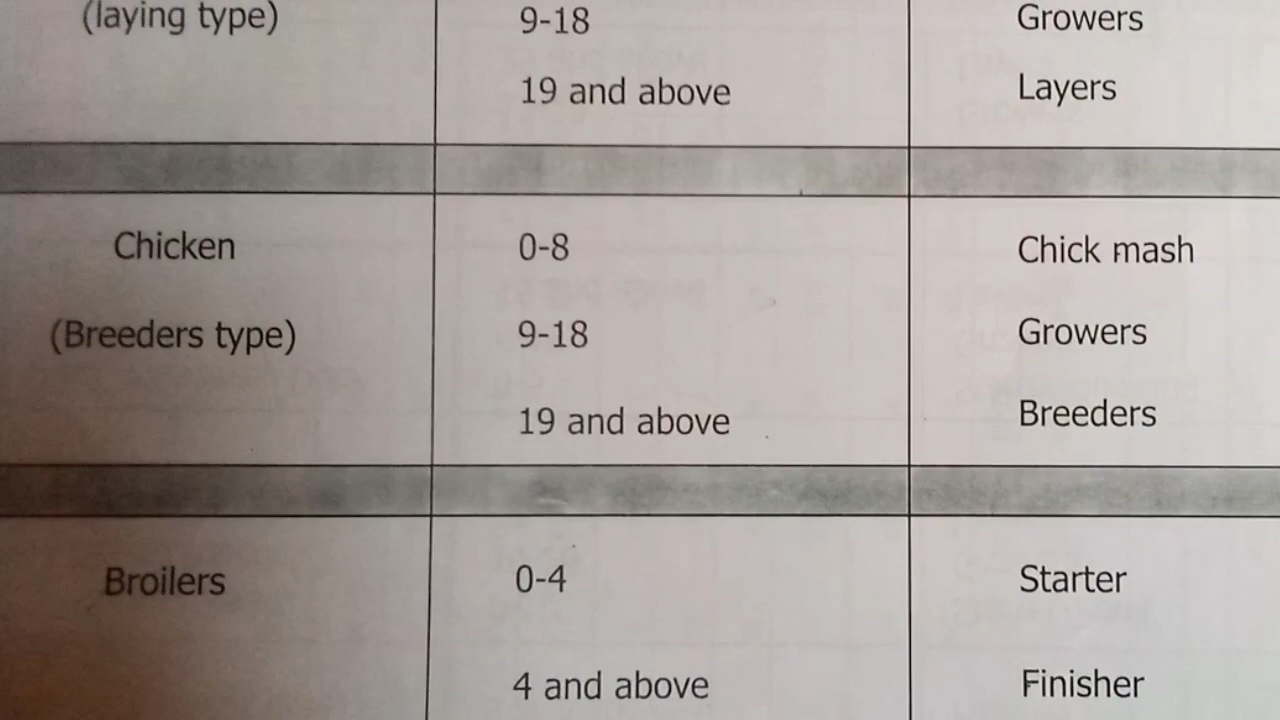 (laying type) 9-18 Growers
19 and above Layers
Chicken 0-8 Chick mash
(Breeders type) 9-18 Growers
19 and above Breeders
Broilers 0-4 Starter
4 and above Finisher